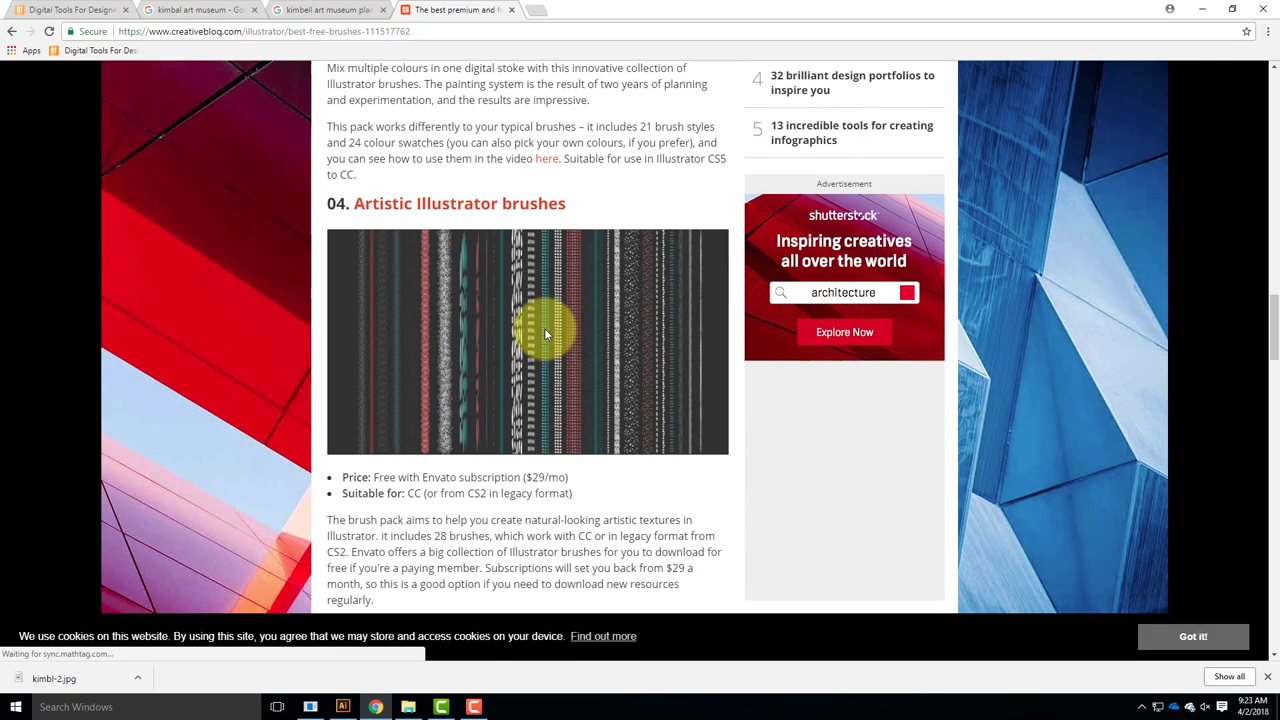 Digital Tools For Designe
kimbal art museum - Go
kimbell art museum plan
The best premium and f
Secure
https://www.creativebloq.com/illustrator/best-free-brushes-111517762
Apps
Digital Tools For Des
Mix multiple colours in one digital stoke with this innovative collection of
Illustrator brushes. The painting system is the result of two years of planning
and experimentation, and the results are impressive.
This pack works differently to your typical brushes – it includes 21 brush styles
and 24 colour swatches (you can also pick your own colours, if you prefer), and
you can see how to use them in the video here. Suitable for use in Illustrator CS5
to CC.
04. Artistic Illustrator brushes
• Price: Free with Envato subscription ($29/mo)
• Suitable for: CC (or from CS2 in legacy format)
The brush pack aims to help you create natural-looking artistic textures in
Illustrator. it includes 28 brushes, which work with CC or in legacy format from
CS2. Envato offers a big collection of Illustrator brushes for you to download for
free if you're a paying member. Subscriptions will set you back from $29 a
month, so this is a good option if you need to download new resources
regularly.
4 32 brilliant design portfolios to
inspire you
5 13 incredible tools for creating
infographics
Advertisement
shutterstock
Inspiring creatives
all over the world
architecture
Explore Now
We use cookies on this website. By using this site, you agree that we may store and access cookies on your device. Find out more
Got it!
Waiting for sync.mathtag.com...
kimbl-2.jpg
Show all
Search Windows
Ai
9:23 AM
4/2/2018